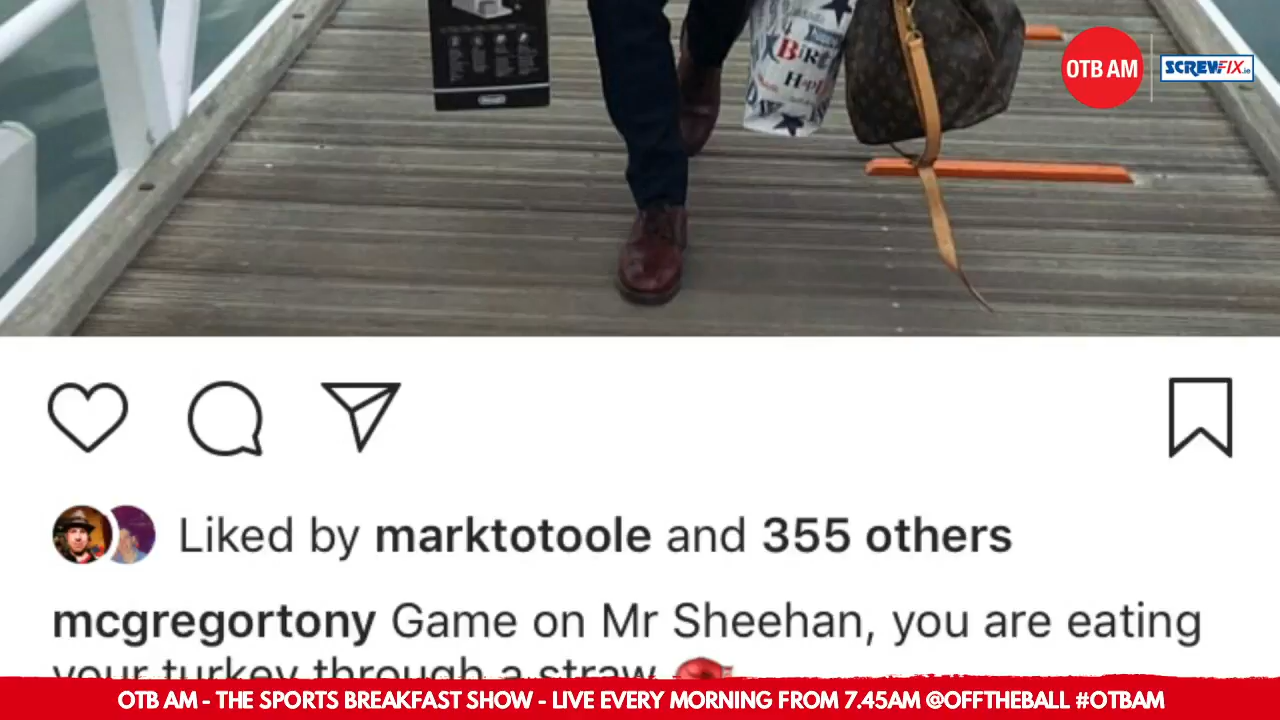 OTB AM
SCREWFIX.ie
Liked by marktotoole and 355 others
mcgregortony Game on Mr Sheehan, you are eating
your turkey through a straw
OTB AM - THE SPORTS BREAKFAST SHOW - LIVE EVERY MORNING FROM 7.45AM @OFFTHEBALL #OTBAM